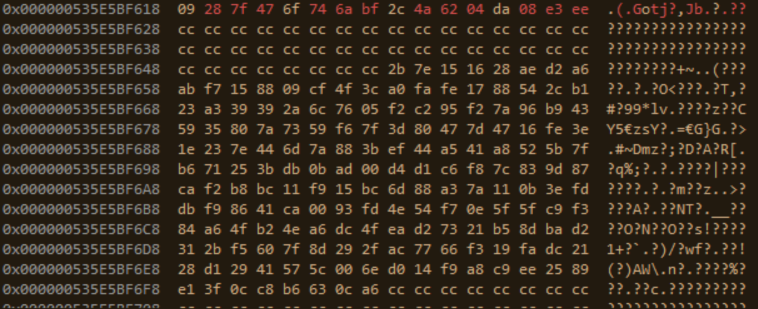 0x000000535E5BF618 09 28 7f 47 6f 74 6a bf 2c 4a 62 04 da 08 e3 ee .(.Gotj?,Jb.?.??
0x000000535E5BF628 cc cc cc cc cc cc cc cc cc cc cc cc cc cc cc cc ????????????????
0x000000535E5BF638 cc cc cc cc cc cc cc cc cc cc cc cc cc cc cc cc ????????????????
0x000000535E5BF648 cc cc cc cc cc cc cc cc 2b 7e 15 16 28 ae d2 a6 ????????+~..(???
0x000000535E5BF658 ab f7 15 88 09 cf 4f 3c a0 fa fe 17 88 54 2c b1 ??.?.?O<???.?T,?
0x000000535E5BF668 23 a3 39 39 2a 6c 76 05 f2 c2 95 f2 7a 96 b9 43 #?99*lv.????z??C
0x000000535E5BF678 59 35 80 7a 73 59 f6 7f 3d 80 47 7d 47 16 fe 3e Y5€zsY?.=€G}G.?>
0x000000535E5BF688 1e 23 7e 44 6d 7a 88 3b ef 44 a5 41 a8 52 5b 7f .#~Dmz?;?D?A?R[.
0x000000535E5BF698 b6 71 25 3b db 0b ad 00 d4 d1 c6 f8 7c 83 9d 87 ?q%;?.?.????|???
0x000000535E5BF6A8 ca f2 b8 bc 11 f9 15 bc 6d 88 a3 7a 11 0b 3e fd ????.?.?m??z..>?
0x000000535E5BF6B8 db f9 86 41 ca 00 93 fd 4e 54 f7 0e 5f 5f c9 f3 ???A?.??NT?.__??
0x000000535E5BF6C8 84 a6 4f b2 4e a6 dc 4f ea d2 73 21 b5 8d ba d2 ??O?N??O??s!????
0x000000535E5BF6D8 31 2b f5 60 7f 8d 29 2f ac 77 66 f3 19 fa dc 21 1+?`.?)/?wf?.??!
0x000000535E5BF6E8 28 d1 29 41 57 5c 00 6e d0 14 f9 a8 c9 ee 25 89 (?)AW\.n?.????%?
0x000000535E5BF6F8 e1 3f 0c c8 b6 63 0c a6 cc cc cc cc cc cc cc cc ??.??c.?????????